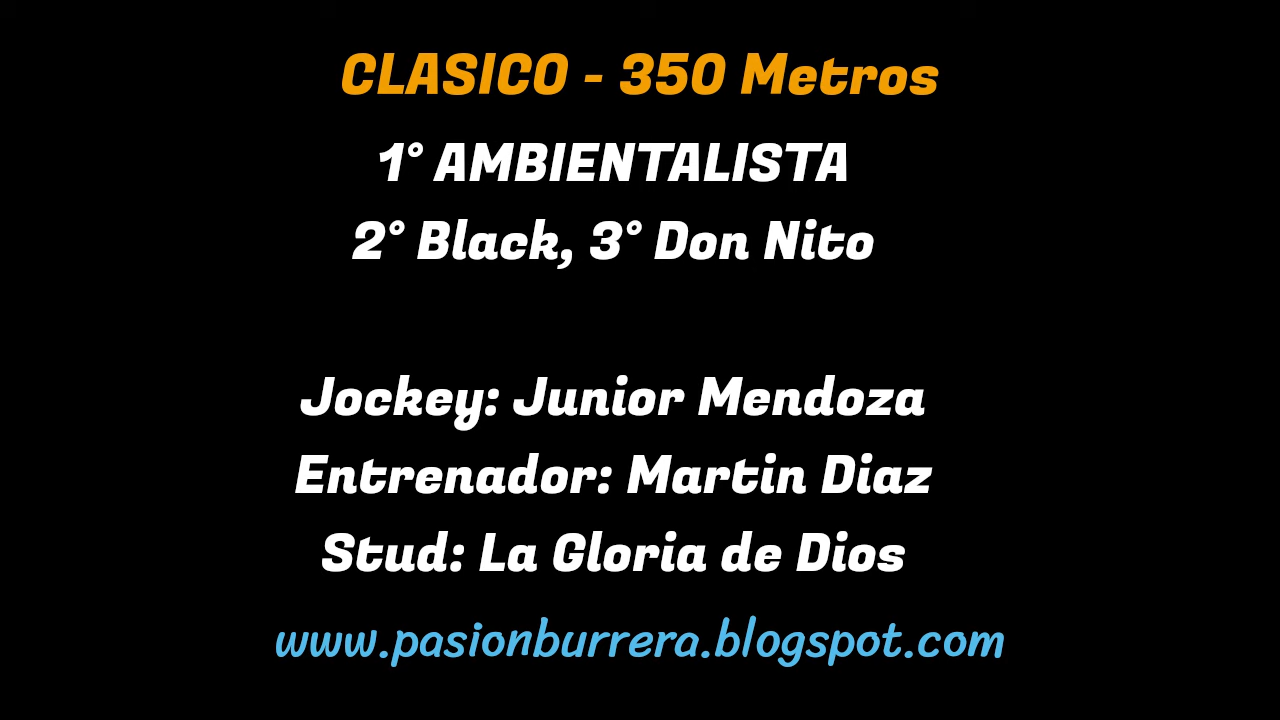 CLASICO - 350 Metros
1° AMBIENTALISTA
2° Black, 3° Don Nito
Jockey: Junior Mendoza
Entrenador: Martin Diaz
Stud: La Gloria de Dios
www.pasionburrera.blogspot.com